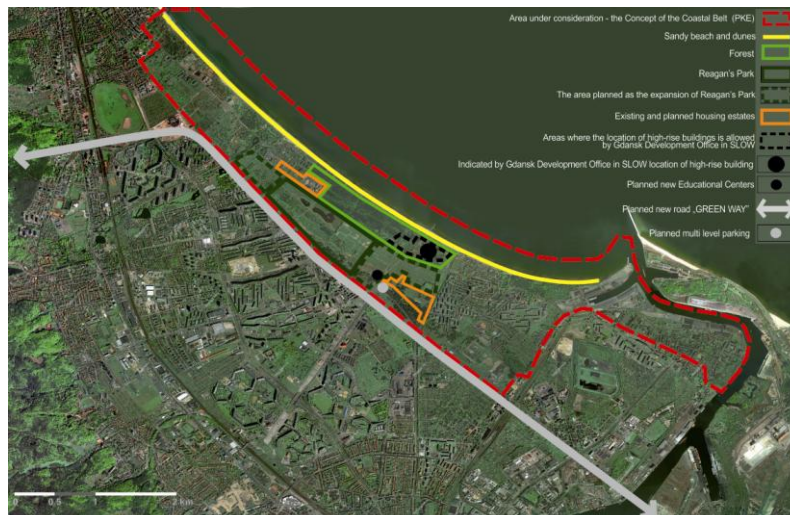 Area under consideration - the Concept of the Coastal Belt (PKE)
Sandy beach and dunes
Forest
Reagan's Park
The area planned as the expansion of Reagan's Park
Existing and planned housing estates
Areas where the location of high-rise buildings is allowed
by Gdansk Development Office in SLOW
Indicated by Gdansk Development Office in SLOW location of high-rise building
Planned new Educational Centers
Planned new road „GREEN WAY"
Planned multi level parking
0 0.5 1 2 km